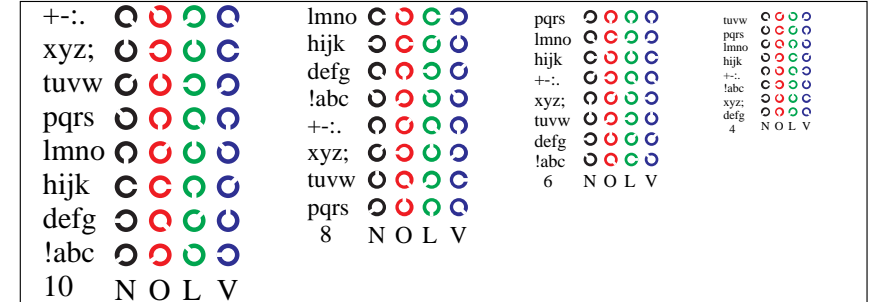 +-:.
xyz;
tuvw
pqrs
lmno
hijk
defg
!abc
10 N O L V
lmno
hijk
defg
!abc
+-:.
xyz;
tuvw
pqrs
8 N O L V
pqrs
lmno
hijk
+-:.
xyz;
tuvw
defg
!abc
6 N O L V
tuvw
pqrs
lmno
hijk
+-:.
!abc
xyz;
defg
4 N O L V